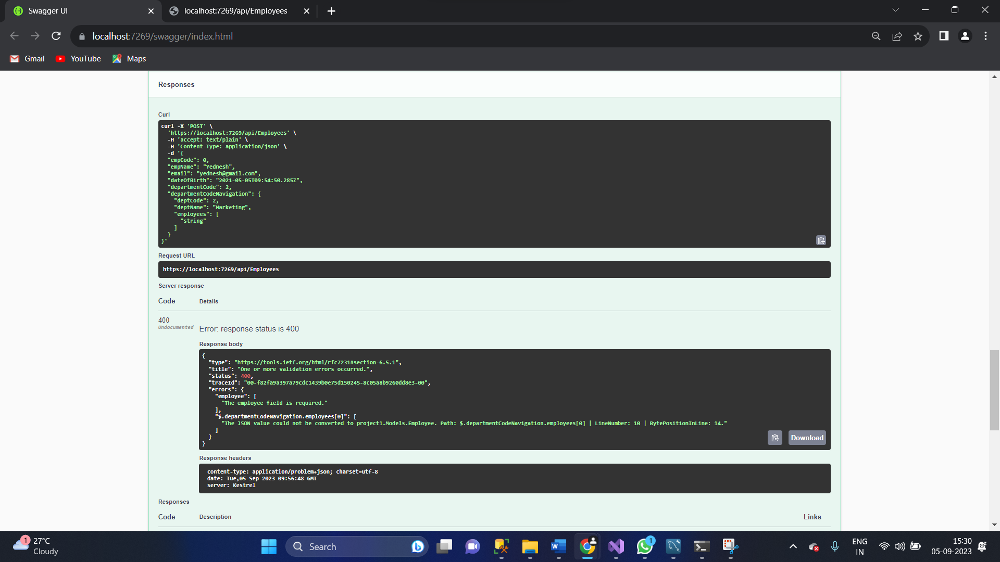 Swagger UI
localhost:7269/api/Employees
localhost:7269/swagger/index.html
Gmail
YouTube
Maps
Responses
Curl
curl -X 'POST' \
'https://localhost:7269/api/Employees' \
-H 'accept: text/plain' \
-H 'Content-Type: application/json' \
-d '{
"empCode": 0,
"empName": "Yednesh",
"email": "yednesh@gmail.com",
"dateOfBirth": "2021-05-05T09:54:50.285Z",
"departmentCode": 2,
"departmentCodeNavigation": {
"deptCode": 2,
"deptName": "Marketing",
"employees": [
"string"
]
}
}'
Request URL
https://localhost:7269/api/Employees
Server response
Code Details
400
Undocumented
Error: response status is 400
Response body
{
"type": "https://tools.ietf.org/html/rfc7231#section-6.5.1",
"title": "One or more validation errors occurred.",
"status": 400,
"traceId": "00-f82fa9a397a79cdc1439b0e75d150245-8c05a8b9260dd8e3-00",
"errors": {
"employee": [
"The employee field is required."
],
"$.departmentCodeNavigation.employees[0]": [
"The JSON value could not be converted to project1.Models.Employee. Path: $.departmentCodeNavigation.employees[0] | LineNumber: 10 | BytePositionInLine: 14."
]
}
}
Download
Response headers
content-type: application/problem+json; charset=utf-8
date: Tue,05 Sep 2023 09:56:48 GMT
server: Kestrel
Responses
Code Description Links
1
27°C
Cloudy
Search
W
1
ENG
IN
15:30
05-09-2023